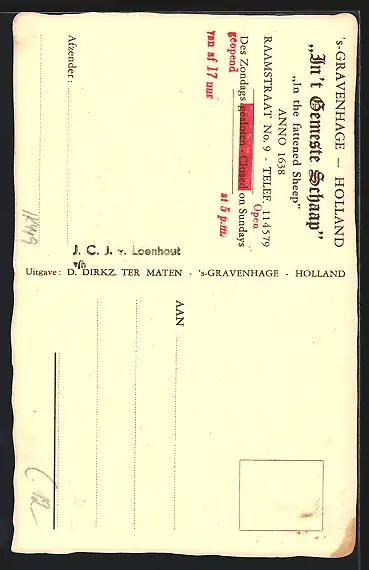 's-GRAVENHAGE — HOLLAND
„In't Gemeste Schaap"
„In the fattened Sheep"
ANNO 1638
RAAMSTRAAT No. 9 - TELEF. 114579
Open
Des Zondags gesloten - Closed on Sundays
geopend at 5 p.m.
van af 17 uur
Afzender:
J. C. J. v. Loenhout
Uitgave: D. DIRKZ. TER MATEN - 's-GRAVENHAGE - HOLLAND
AAN